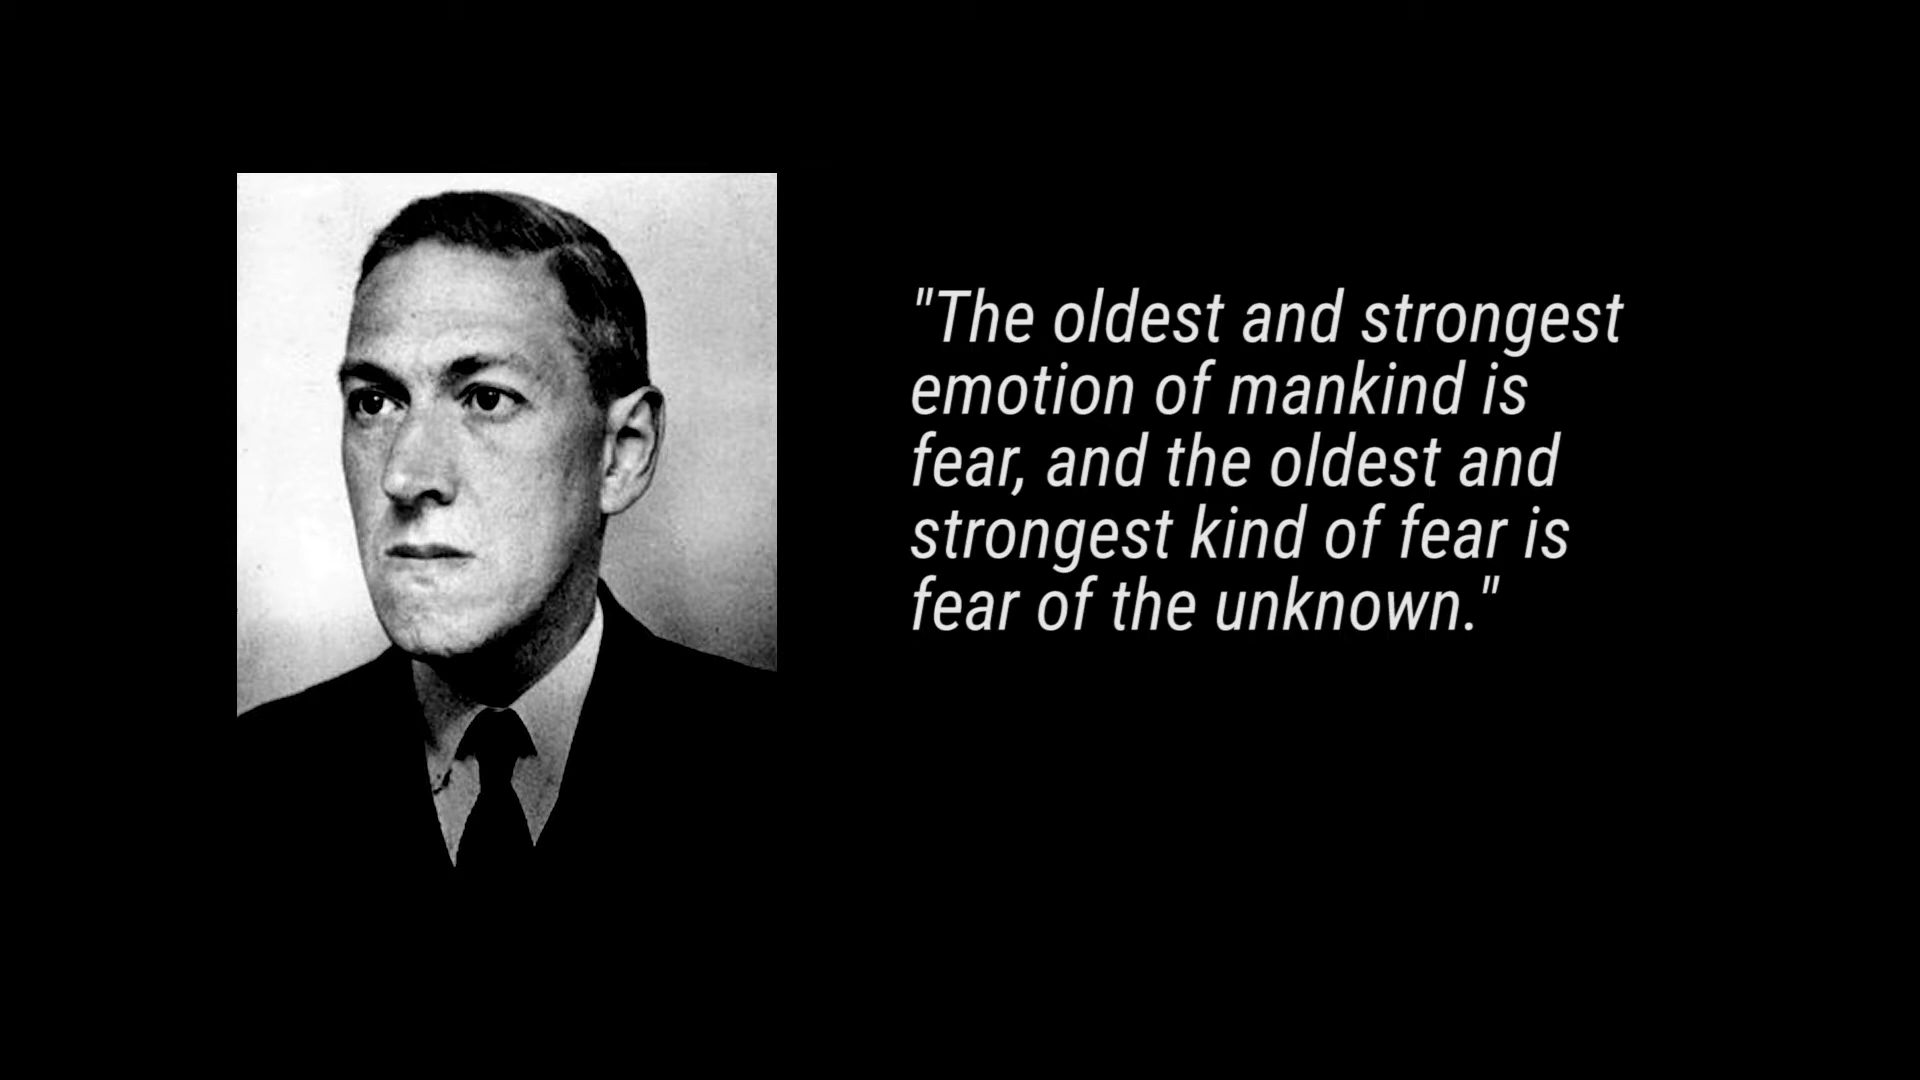 "The oldest and strongest
emotion of mankind is
fear, and the oldest and
strongest kind of fear is
fear of the unknown."